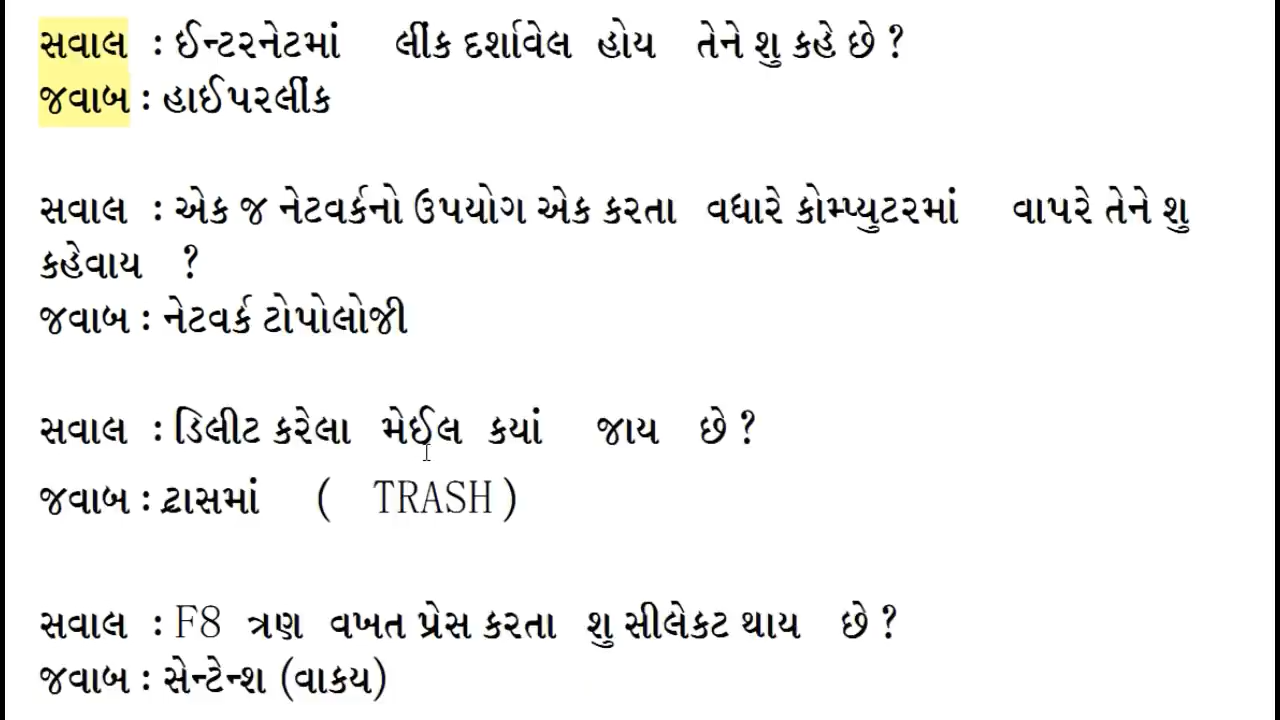 સવાલ : ઈન્ટરનેટમાં લીંક દર્શાવેલ હોય તેને શુ કહે છે ?
જવાબ : હાઈપરલીંક
સવાલ : એક જ નેટવર્કનો ઉપયોગ એક કરતા વધારે કોમ્પ્યુટરમાં વાપરે તેને શુ
કહેવાય ?
જવાબ : નેટવર્ક ટોપોલોજી
સવાલ : ડિલીટ કરેલા મેઈલ કયાં જાય છે ?
જવાબ : ટ્રાસમાં ( TRASH )
સવાલ : F8 ત્રણ વખત પ્રેસ કરતા શુ સીલેકટ થાય છે ?
જવાબ : સેન્ટેન્શ (વાકય)